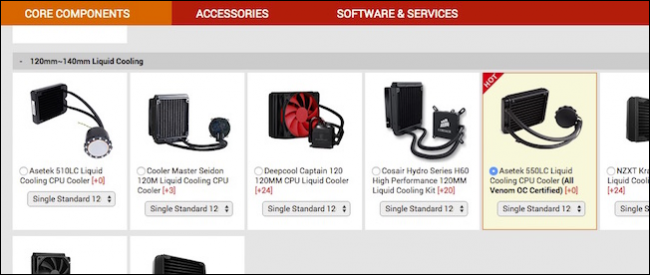 CORE COMPONENTS ACCESSORIES SOFTWARE & SERVICES
- 120mm~140mm Liquid Cooling
HOT
Asetek 510LC Liquid
Cooling CPU Cooler [+0]
Single Standard 12
Cooler Master Seidon
120M Liquid Cooling CPU
Cooler [+3]
Single Standard 12
Deepcool Captain 120
120MM CPU Liquid Cooler
[+24]
Single Standard 12
Cosair Hydro Series H60
High Performance 120MM
Liquid Cooling Kit [+20]
Single Standard 12
Asetek 550LC Liquid
Cooling CPU Cooler (All
Venom OC Certified) [+0]
Single Standard 12
NZXT Kra
Liquid
[+24]
Single